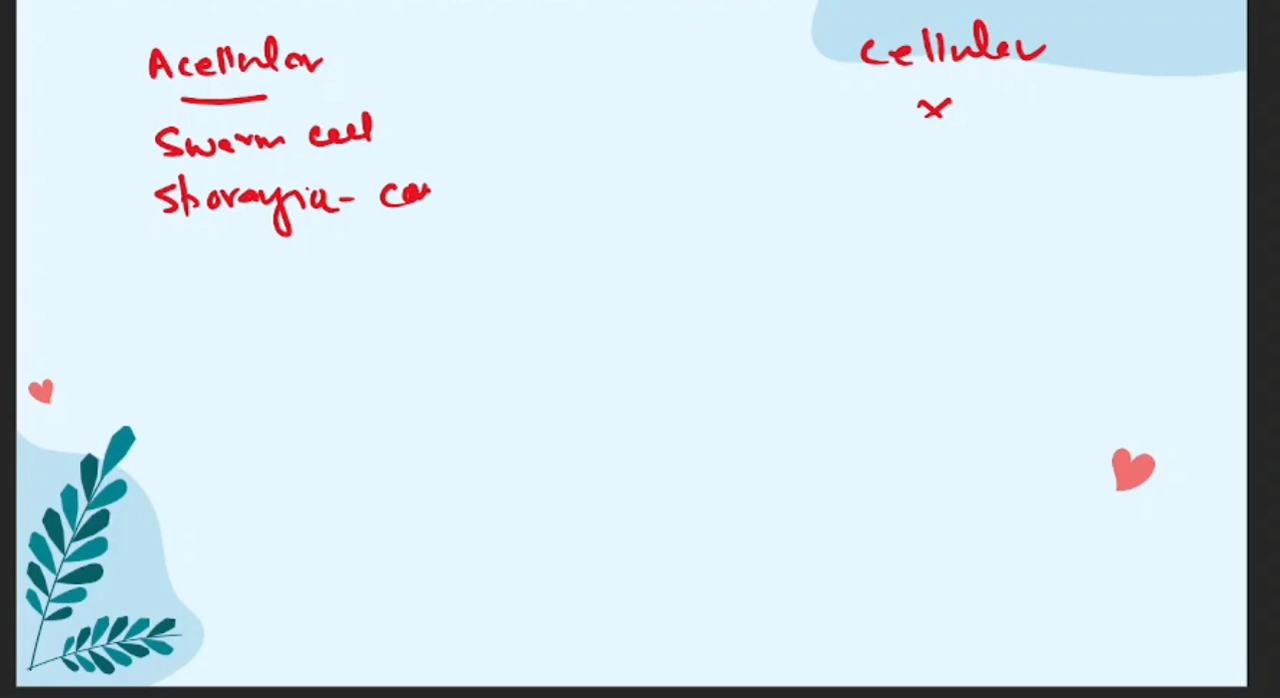 Acellular
Cellular
x
Swarm cell
Sporangia -